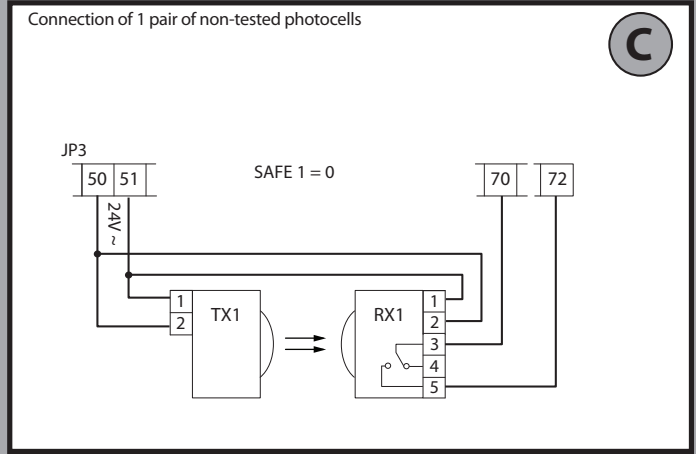 Connection of 1 pair of non-tested photocells
C
JP3
50 51
SAFE 1 = 0
70
72
24V ~
1
2
TX1
RX1
1
2
3
4
5